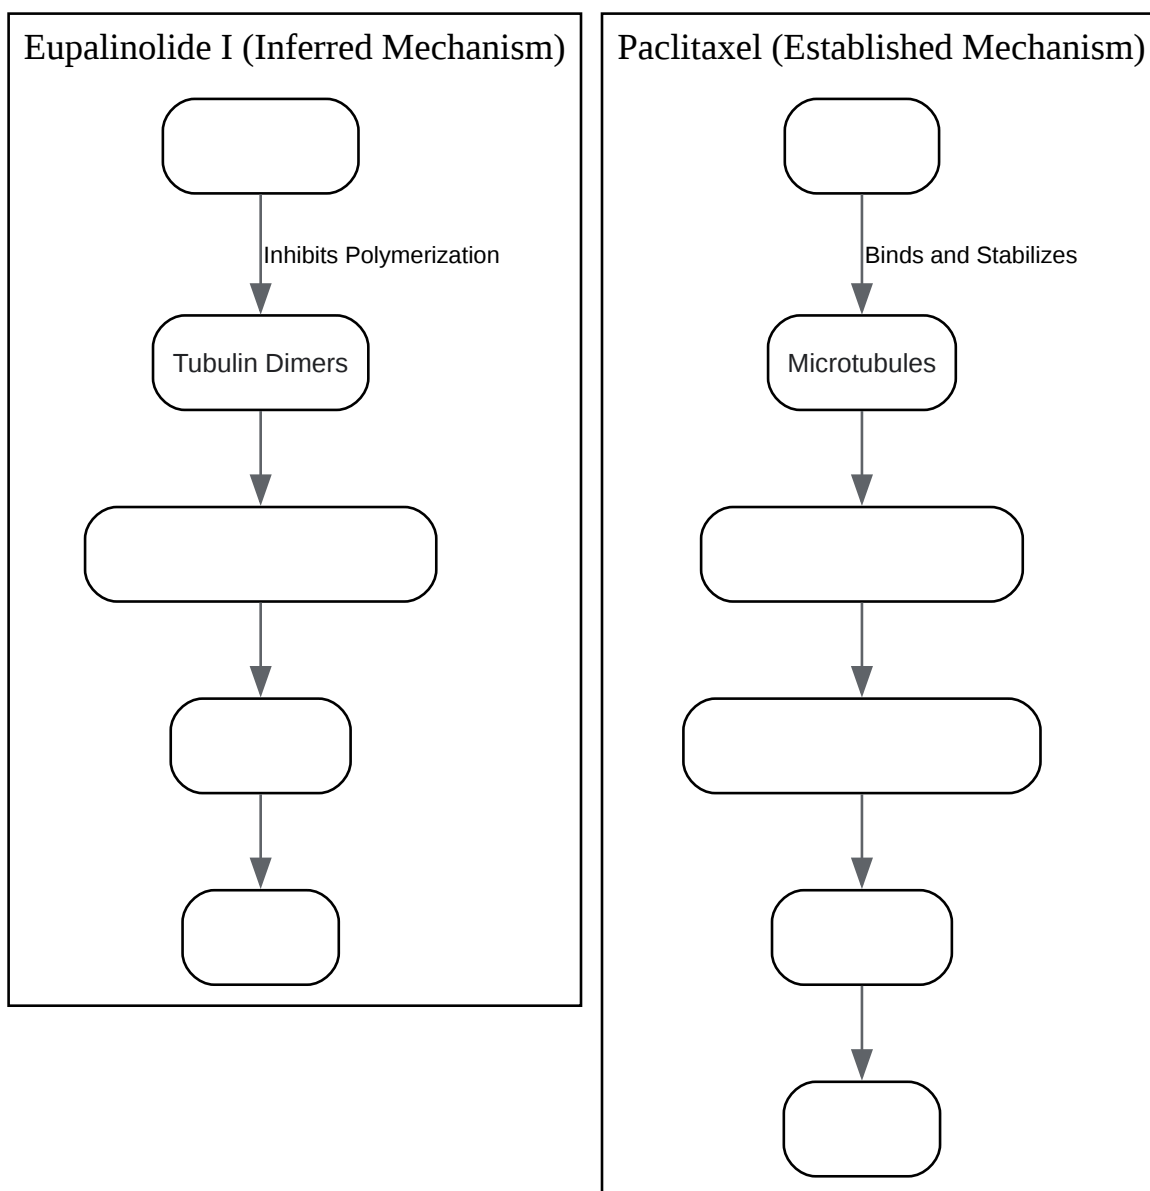 Eupalinolide I (Inferred Mechanism)
Inhibits Polymerization
Tubulin Dimers
Paclitaxel (Established Mechanism)
Binds and Stabilizes
Microtubules